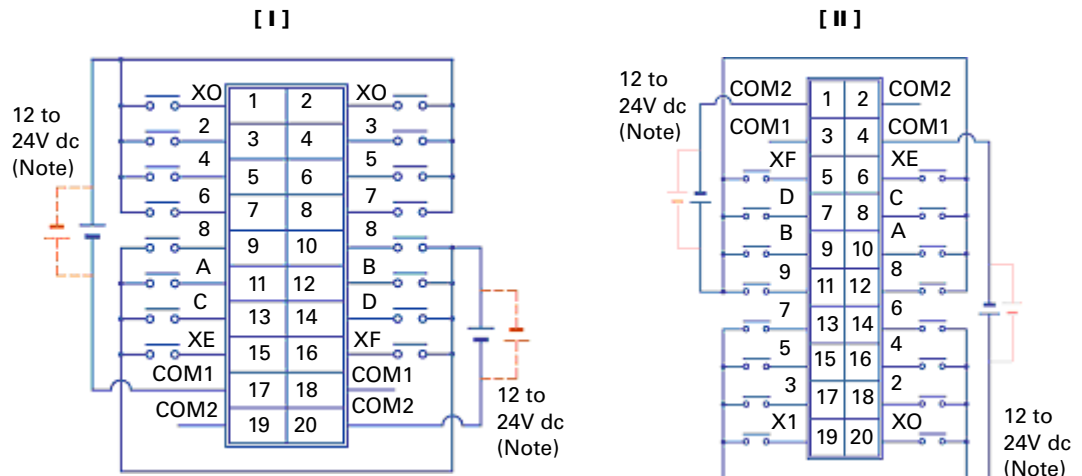 [ I ]
[ II ]
12 to
24V dc
(Note)
XO 1 2 XO
2 3 4 3
4 5 6 5
6 7 8 7
8 9 10 8
A 11 12 B
C 13 14 D
XE 15 16 XF
COM1 17 18 COM1
COM2 19 20 COM2
12 to
24V dc
(Note)
12 to
24V dc
(Note)
COM2 1 2 COM2
COM1 3 4 COM1
XF 5 6 XE
D 7 8 C
B 9 10 A
9 11 12 8
7 13 14 6
5 15 16 4
3 17 18 2
X1 19 20 XO
12 to
24V dc
(Note)